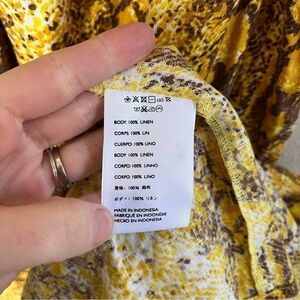 BODY: 100% LINEN
CORPS: 100% LIN
CUERPO: 100% LINO
BODY: 100% LINEN
CORPO: 100% LINHO
CORPO: 100% LINO
身体: 100% 麻布
ボディ: 100% リネン
MADE IN INDONESIA
FABRIQUÉ EN INDONÉSIE
HECHO EN INDONESIA